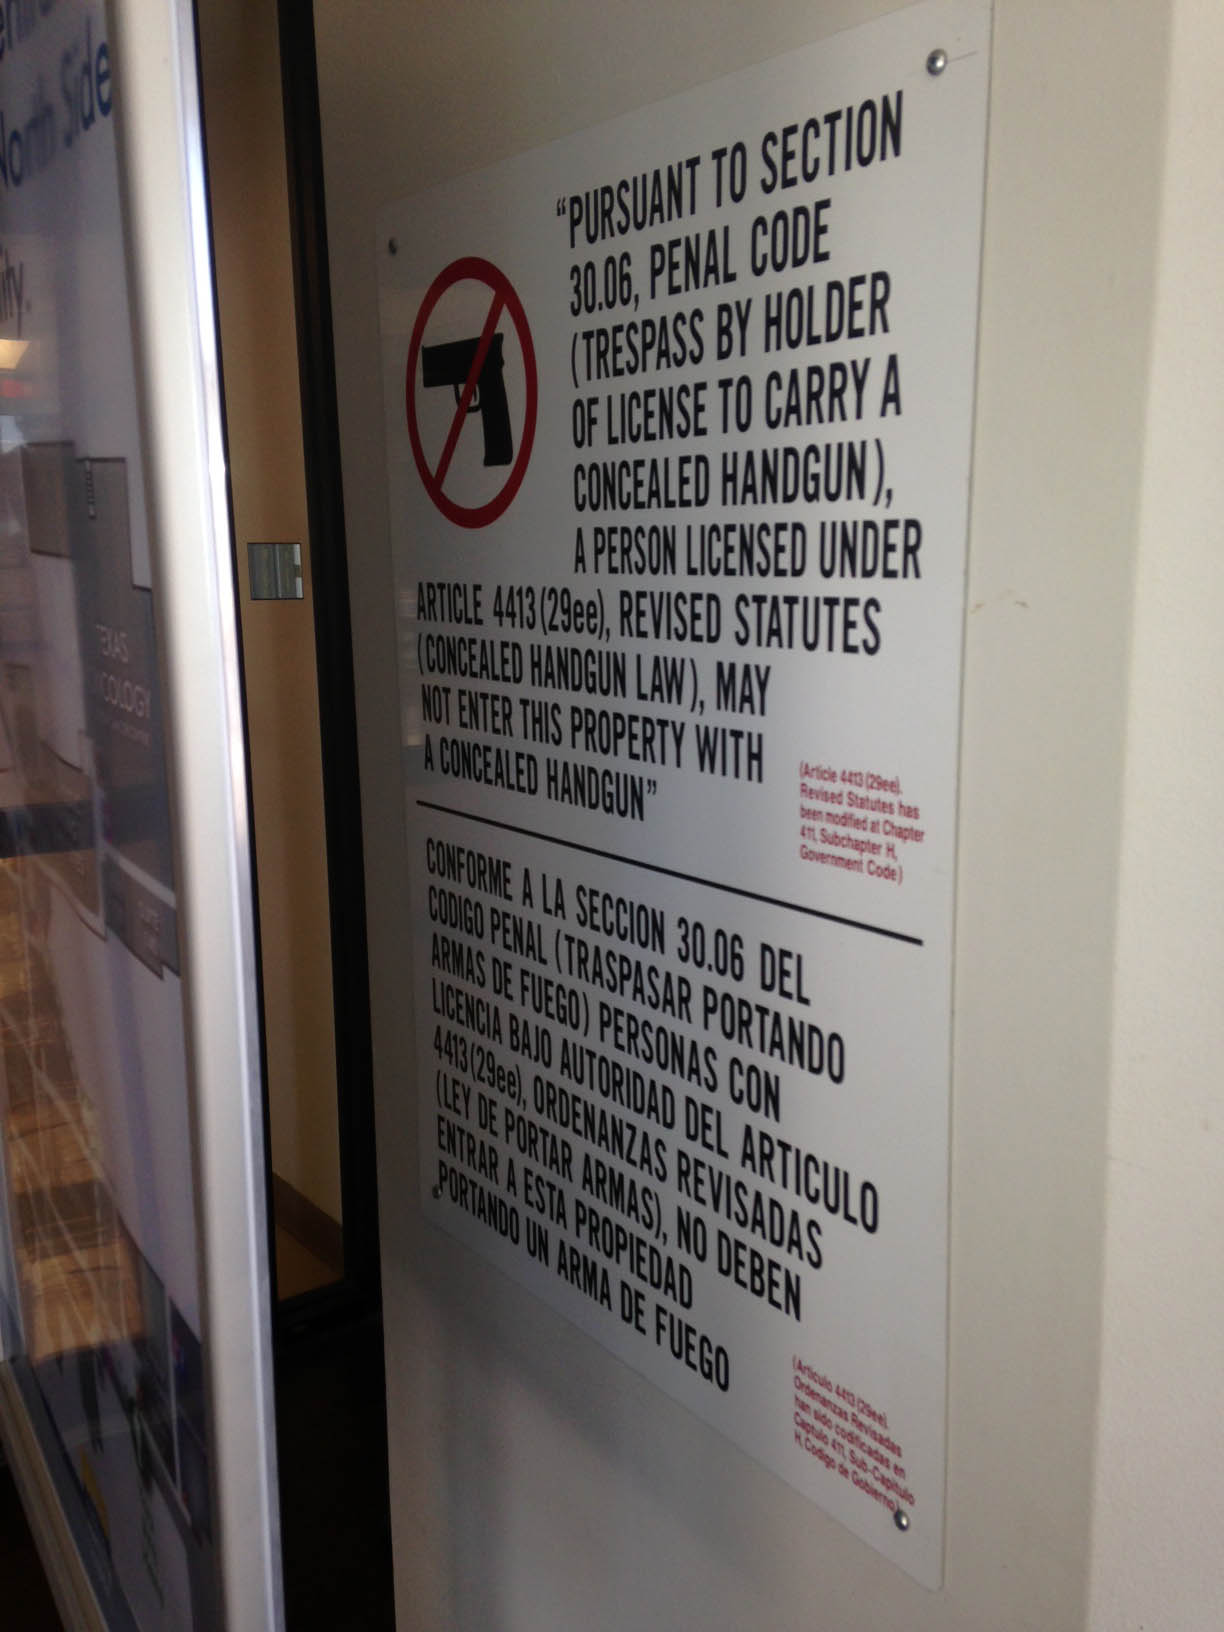 North Side
ity.
TEXAS
"PURSUANT TO SECTION
30.06, PENAL CODE
(TRESPASS BY HOLDER
OF LICENSE TO CARRY A
CONCEALED HANDGUN),
A PERSON LICENSED UNDER
ARTICLE 4413(29ee), REVISED STATUTES
(CONCEALED HANDGUN LAW), MAY
NOT ENTER THIS PROPERTY WITH
A CONCEALED HANDGUN"
(Article 4413 (29ee).
Revised Statutes has
been modified at Chapter
411, Subchapter H,
Government Code)
CONFORME A LA SECCION 30.06 DEL
CODIGO PENAL (TRASPASAR PORTANDO
ARMAS DE FUEGO) PERSONAS CON
LICENCIA BAJO AUTORIDAD DEL ARTICULO
4413(29ee), ORDENANZAS REVISADAS
(LEY DE PORTAR ARMAS), NO DEBEN
ENTRAR A ESTA PROPIEDAD
PORTANDO UN ARMA DE FUEGO
(Articulo 4413 (29ee).
Ordenanzas Revisadas
han sido codificadas en
Captulo 411, Sub-Capitulo
H, Codigo de Gobierno)